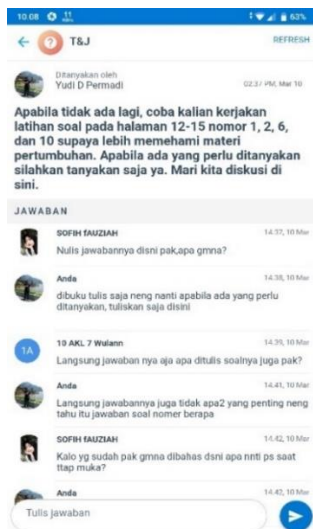 10.08
63%
T&J
REFRESH
Ditanyakan oleh
Yudi D Permadi
02:37 PM, Mar 10
Apabila tidak ada lagi, coba kalian kerjakan
latihan soal pada halaman 12-15 nomor 1, 2, 6,
dan 10 supaya lebih memehami materi
pertumbuhan. Apabila ada yang perlu ditanyakan
silahkan tanyakan saja ya. Mari kita diskusi di
sini.
JAWABAN
SOFIH fAUZIAH
14.37, 10 Mar
Nulis jawabannya disni pak,apa gmna?
Anda
14.38, 10 Mar
dibuku tulis saja neng nanti apabila ada yang perlu
ditanyakan, tuliskan saja disini
1A
10 AKL 7 Wulann
14.39, 10 Mar
Langsung jawaban nya aja apa ditulis soalnya juga pak?
Anda
14.41, 10 Mar
Langsung jawabannya juga tidak apa2 yang penting neng
tahu itu jawaban soal nomer berapa
SOFIH fAUZIAH
14.42, 10 Mar
Kalo yg sudah pak gmna dibahas dsni apa nnti ps saat
ttap muka?
Anda
14.42, 10 Mar
Tulis jawaban